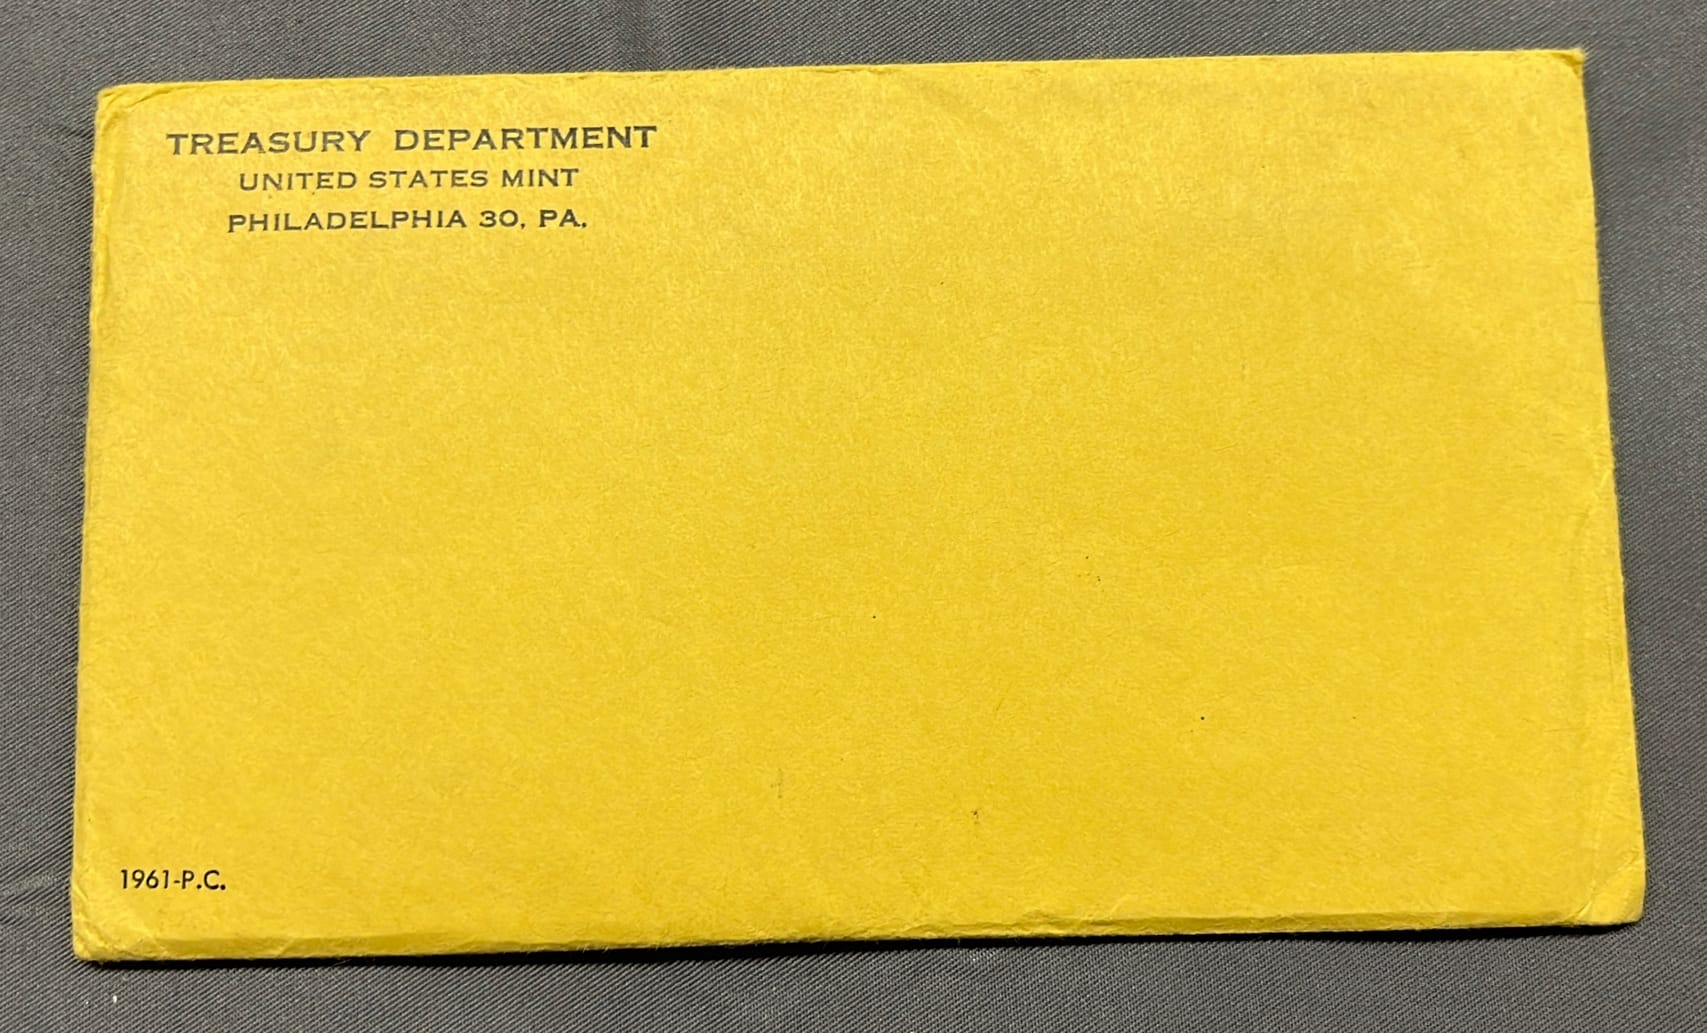 TREASURY DEPARTMENT
UNITED STATES MINT
PHILADELPHIA 30, PA.
1961-P.C.